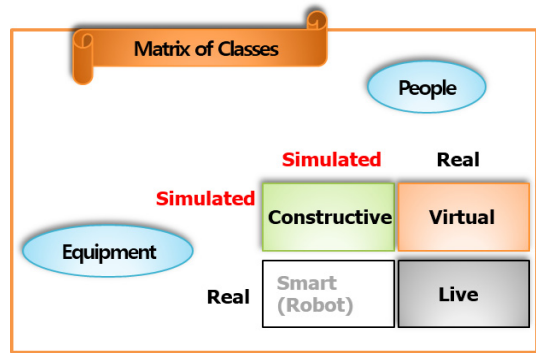 Matrix of Classes
People
Simulated Real
Simulated
Constructive Virtual
Equipment
Real
Smart
(Robot)
Live